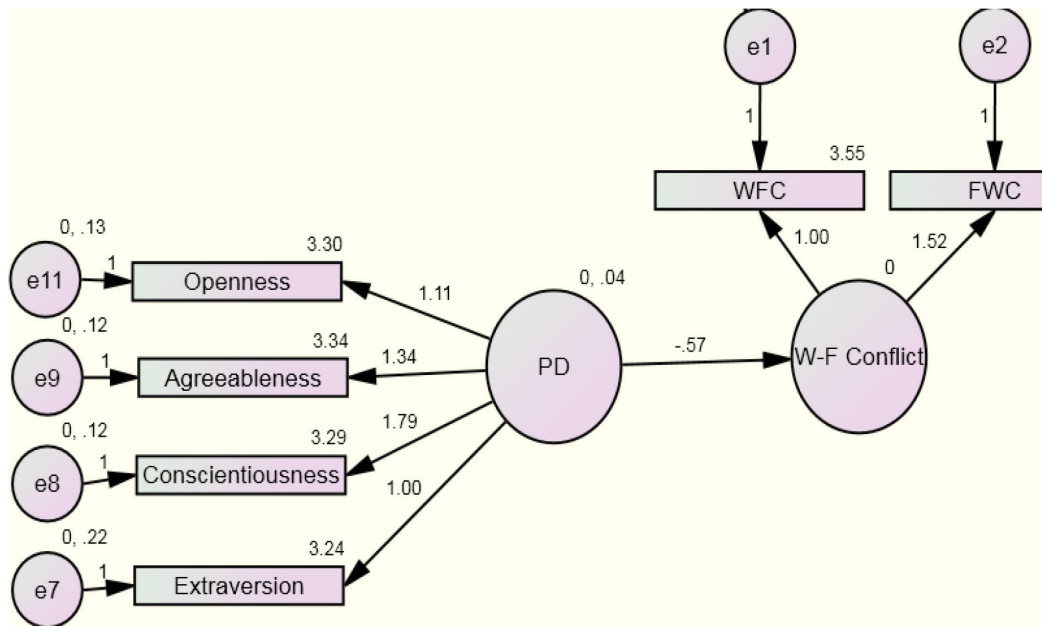 e1
e2
1
1
3.55
WFC
FWC
1.00
1.52
0, .13
e11
1
3.30
Openness
1.11
0, .04
0
0, .12
e9
1
3.34
Agreeableness
1.34
PD
-.57
W-F Conflict
0, .12
e8
1
3.29
Conscientiousness
1.79
1.00
0, .22
e7
1
3.24
Extraversion